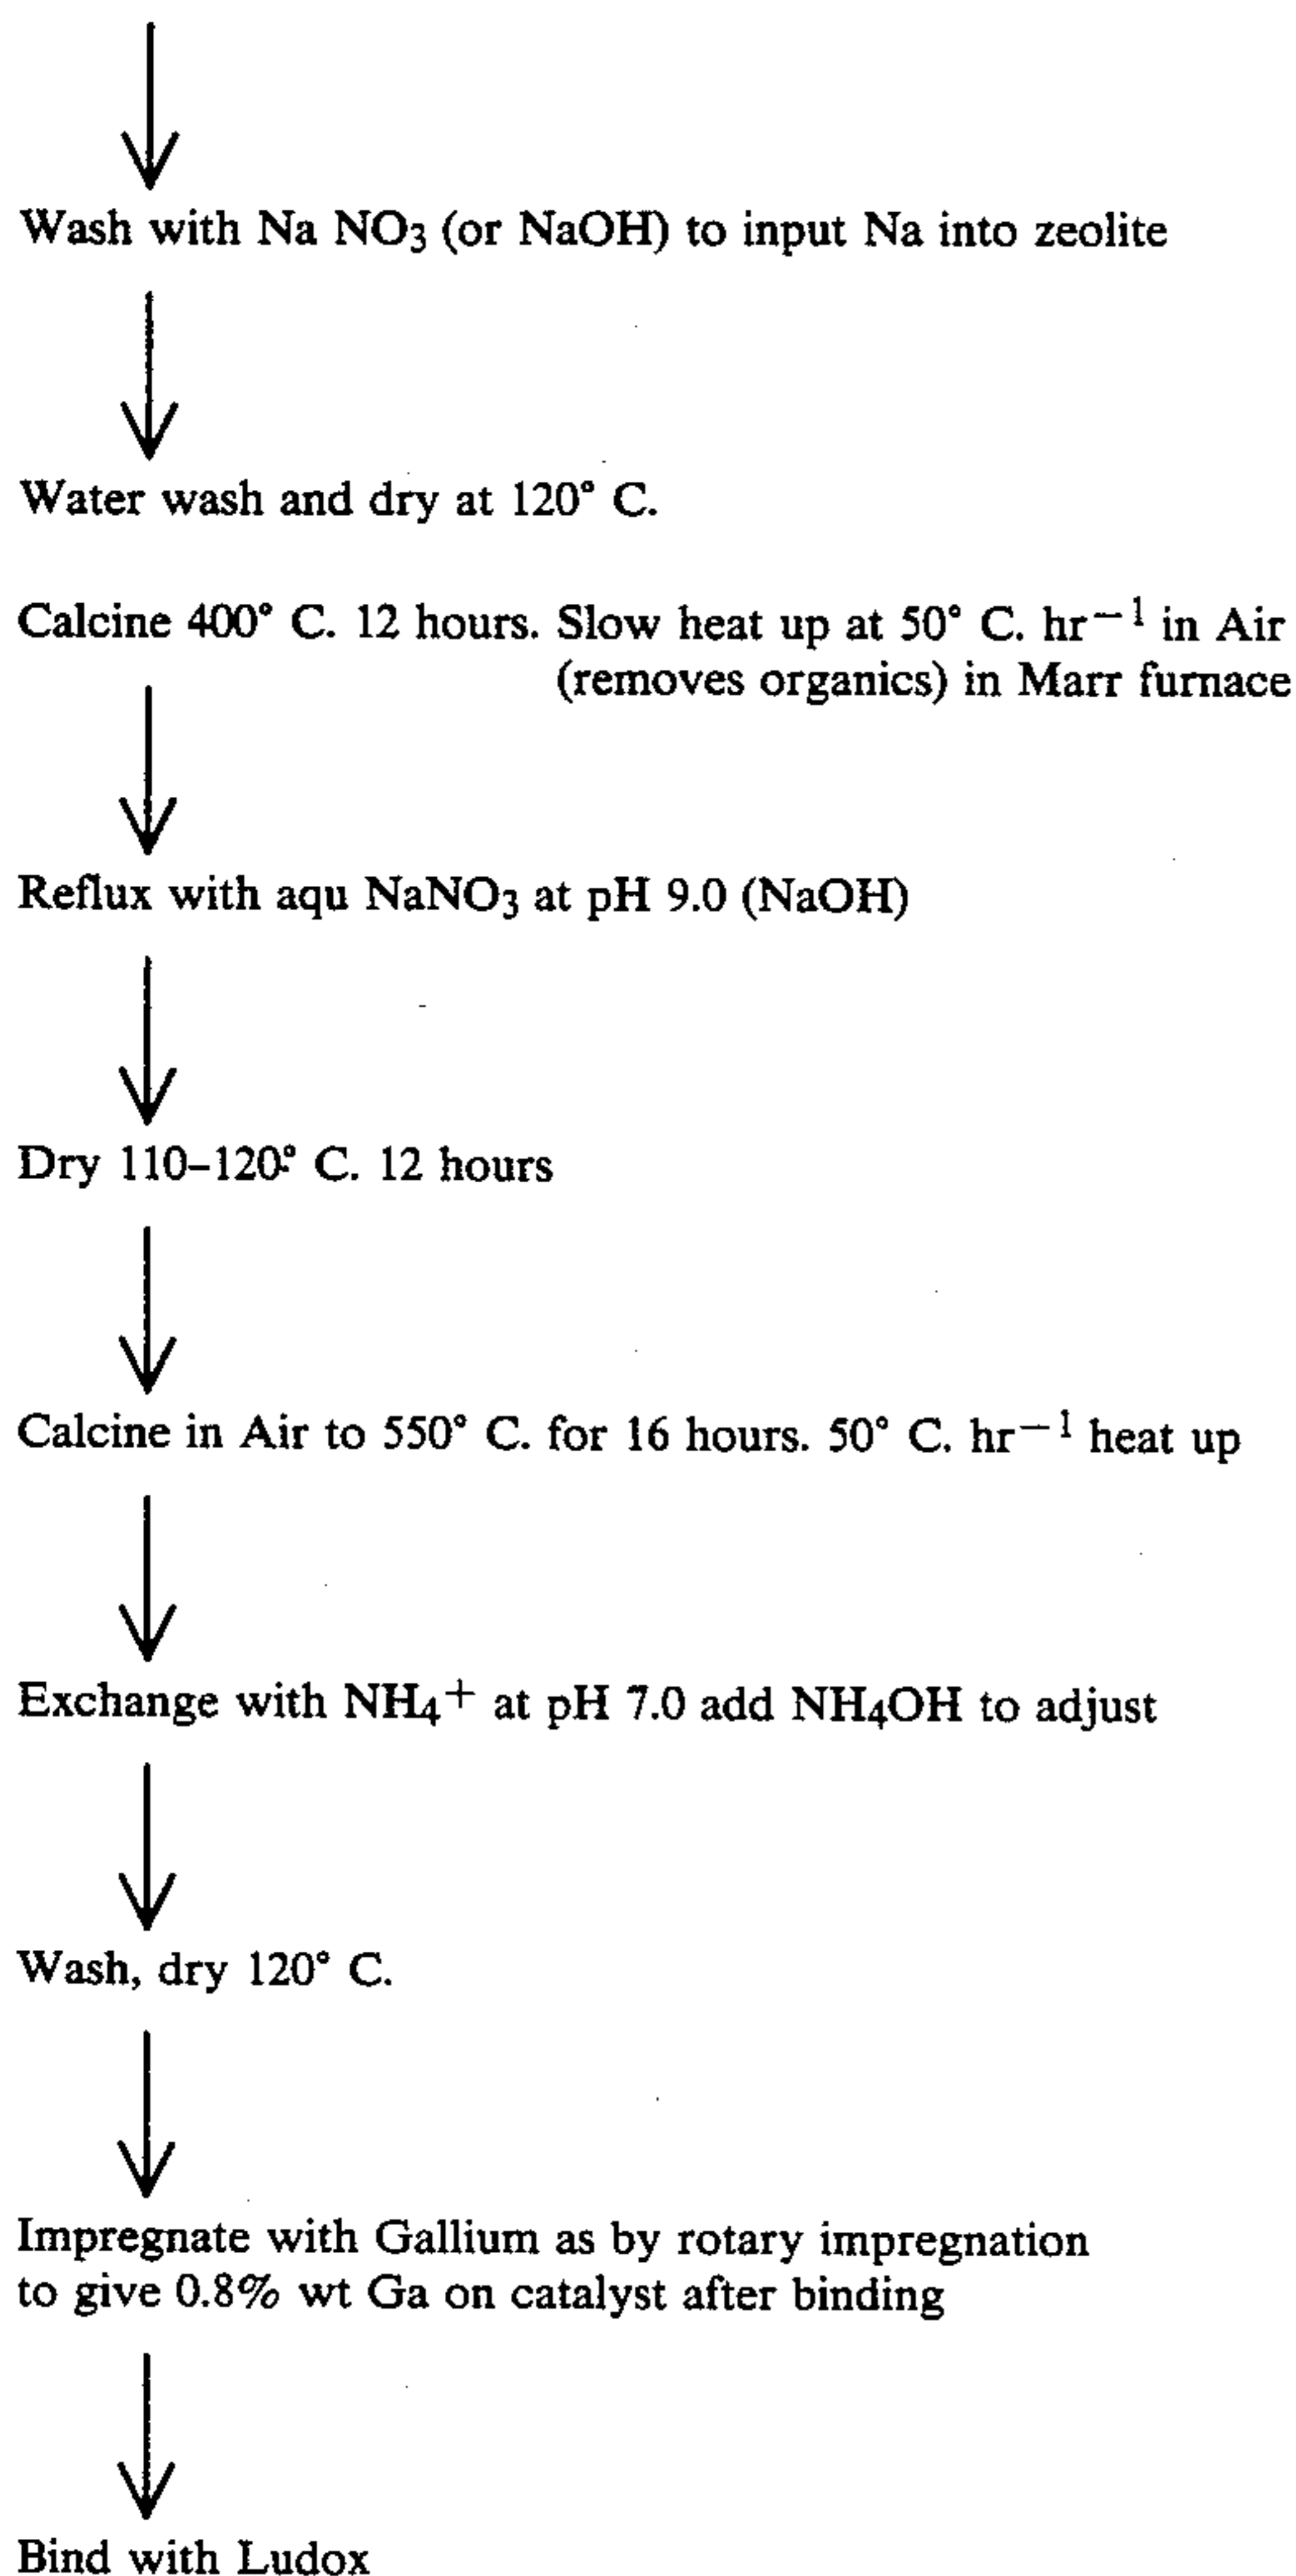 Wash with Na NO₃ (or NaOH) to input Na into zeolite
Water wash and dry at 120° C.
Calcine 400° C. 12 hours. Slow heat up at 50° C. hr⁻¹ in Air
(removes organics) in Marr furnace
Reflux with aqu NaNO₃ at pH 9.0 (NaOH)
Dry 110–120° C. 12 hours
Calcine in Air to 550° C. for 16 hours. 50° C. hr⁻¹ heat up
Exchange with NH₄⁺ at pH 7.0 add NH₄OH to adjust
Wash, dry 120° C.
Impregnate with Gallium as by rotary impregnation
to give 0.8% wt Ga on catalyst after binding
Bind with Ludox